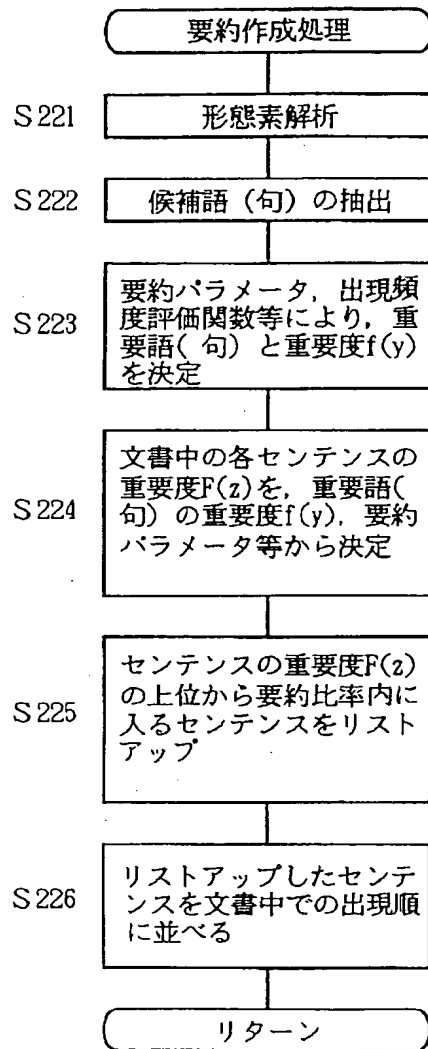 要約作成処理
S221
形態素解析
S222
候補語（句）の抽出
S223
要約パラメータ，出現頻
度評価関数等により，重
要語( 句) と重要度f(y)
を決定
S224
文書中の各センテンスの
重要度F(z)を，重要語(
句) の重要度f(y)，要約
パラメータ等から決定
S225
センテンスの重要度F(z)
の上位から要約比率内に
入るセンテンスをリスト
アップ
S226
リストアップしたセンテ
ンスを文書中での出現順
に並べる
リターン